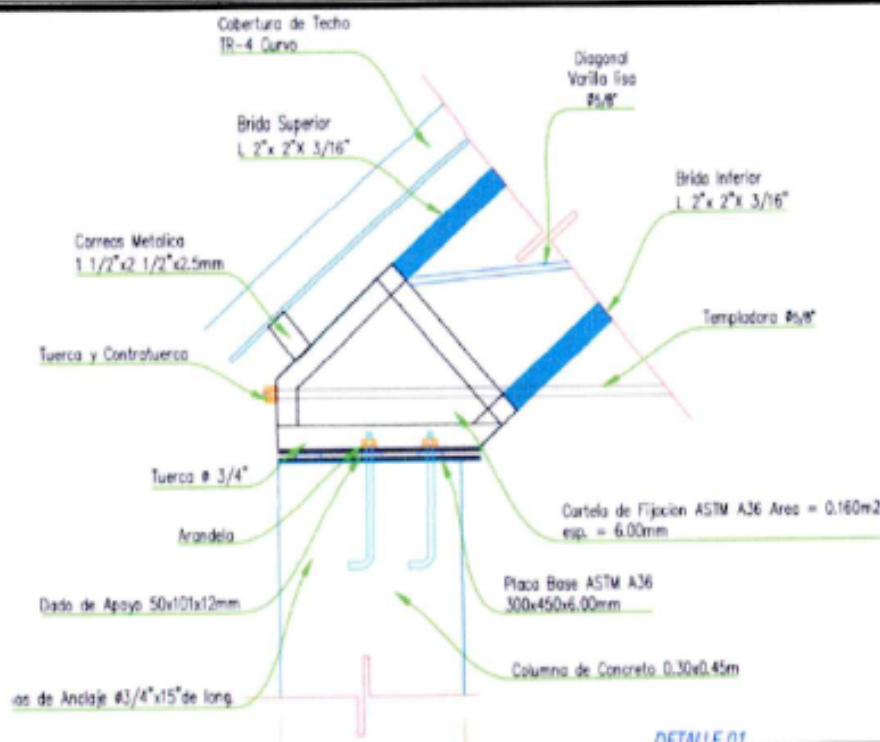 Cobertura de Techo
TR-4 Curvo
Diagonal
Varilla lisa
Ø5/8"
Brida Superior
L 2"x 2"X 3/16"
Brida Inferior
L 2"x 2"X 3/16"
Correas Metalica
1 1/2"x2 1/2"x2.5mm
Templadora Ø5/8"
Tuerca y Contratuerca
Tuerca Ø 3/4"
Cartela de Fijacion ASTM A36 Area = 0.160m2
esp. = 6.00mm
Arandela
Placa Base ASTM A36
300x450x6.00mm
Dado de Apoyo 50x101x12mm
Columna de Concreto 0.30x0.45m
de Anclaje Ø3/4"x15"de long.
DETALLE 01